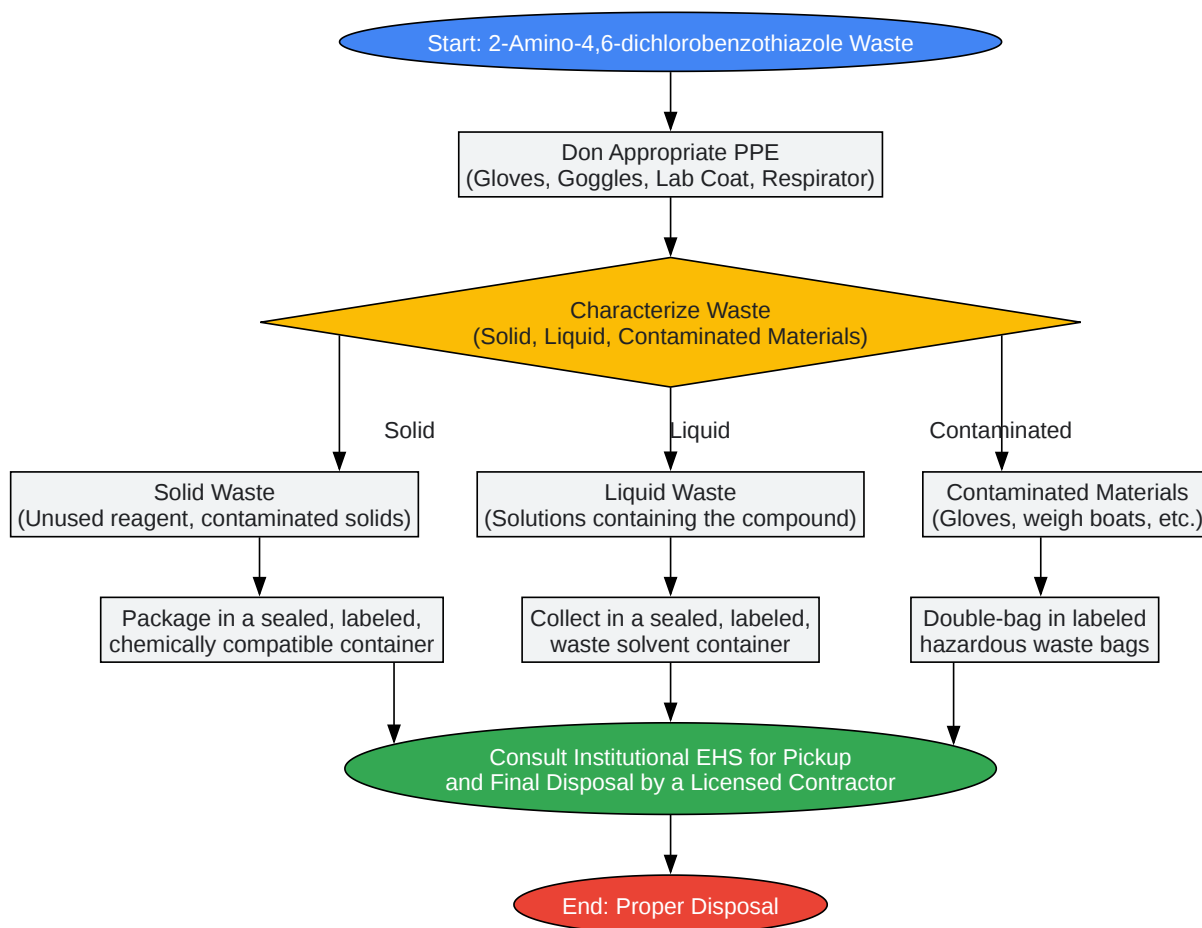 Start: 2-Amino-4,6-dichlorobenzothiazole Waste
Don Appropriate PPE
(Gloves, Goggles, Lab Coat, Respirator)
Characterize Waste
(Solid, Liquid, Contaminated Materials)
Solid
Liquid
Contaminated
Solid Waste
(Unused reagent, contaminated solids)
Liquid Waste
(Solutions containing the compound)
Contaminated Materials
(Gloves, weigh boats, etc.)
Package in a sealed, labeled,
chemically compatible container
Collect in a sealed, labeled,
waste solvent container
Double-bag in labeled
hazardous waste bags
Consult Institutional EHS for Pickup
and Final Disposal by a Licensed Contractor
End: Proper Disposal